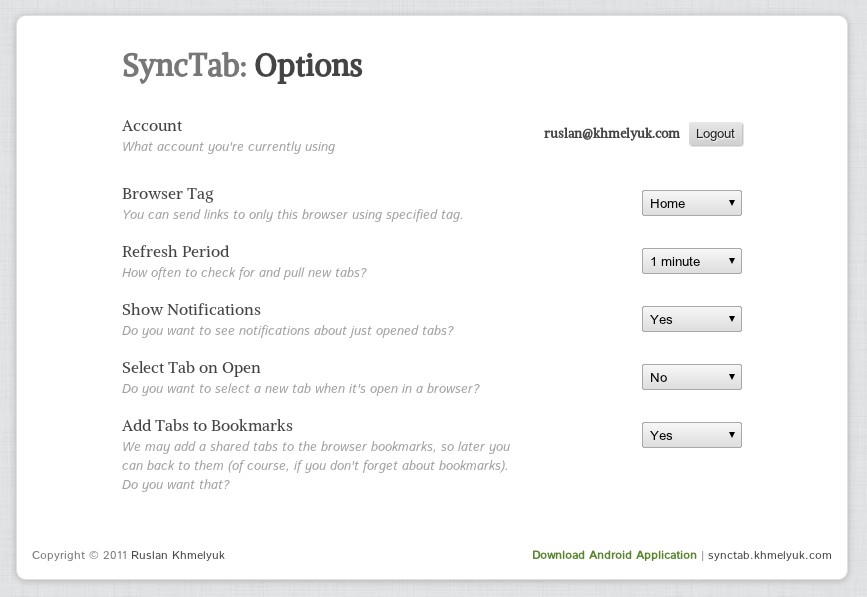 SyncTab: Options
Account
What account you're currently using
ruslan@khmelyuk.com Logout
Browser Tag
You can send links to only this browser using specified tag.
Home
Refresh Period
How often to check for and pull new tabs?
1 minute
Show Notifications
Do you want to see notifications about just opened tabs?
Yes
Select Tab on Open
Do you want to select a new tab when it's open in a browser?
No
Add Tabs to Bookmarks
We may add a shared tabs to the browser bookmarks, so later you
can back to them (of course, if you don't forget about bookmarks).
Do you want that?
Yes
Copyright © 2011 Ruslan Khmelyuk
Download Android Application | synctab.khmelyuk.com